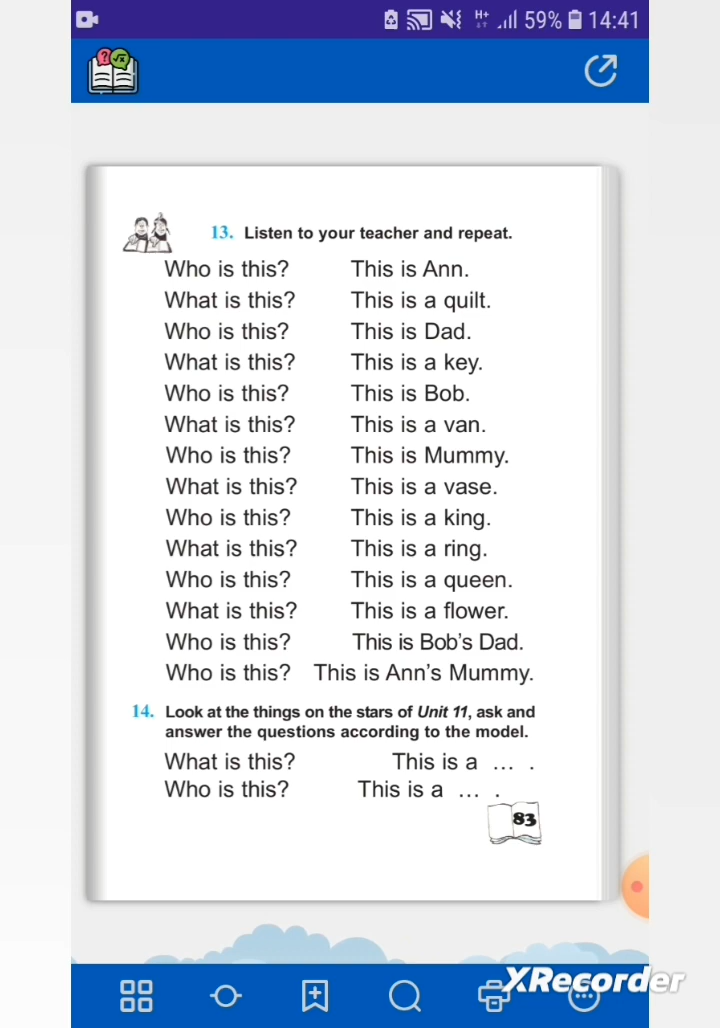 H+ 59% 14:41
13. Listen to your teacher and repeat.
Who is this? This is Ann.
What is this? This is a quilt.
Who is this? This is Dad.
What is this? This is a key.
Who is this? This is Bob.
What is this? This is a van.
Who is this? This is Mummy.
What is this? This is a vase.
Who is this? This is a king.
What is this? This is a ring.
Who is this? This is a queen.
What is this? This is a flower.
Who is this? This is Bob's Dad.
Who is this? This is Ann's Mummy.
14. Look at the things on the stars of Unit 11, ask and
answer the questions according to the model.
What is this? This is a ... .
Who is this? This is a ... .
83
XRecorder